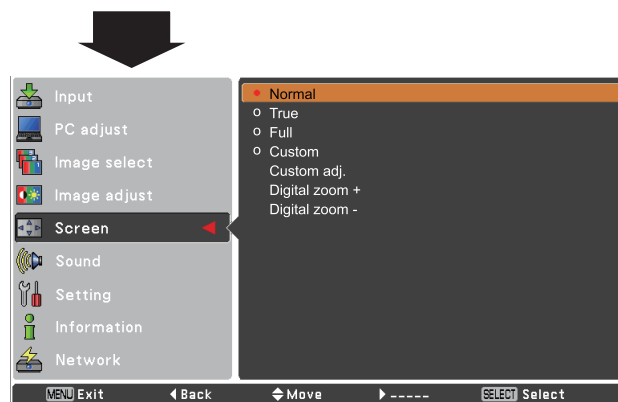 Input
PC adjust
Image select
Image adjust
Screen
Sound
Setting
Information
Network
Normal
True
Full
Custom
Custom adj.
Digital zoom +
Digital zoom -
MENU Exit Back Move ----- SELECT Select